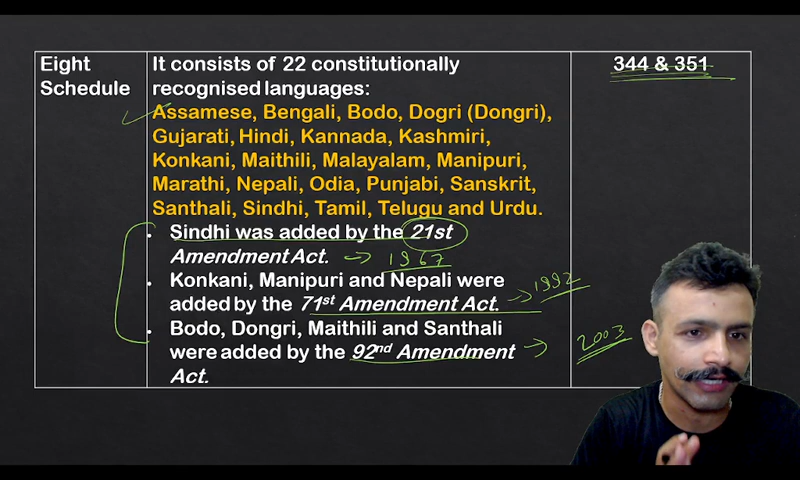 Eight
Schedule
It consists of 22 constitutionally
recognised languages:
Assamese, Bengali, Bodo, Dogri (Dongri),
Gujarati, Hindi, Kannada, Kashmiri,
Konkani, Maithili, Malayalam, Manipuri,
Marathi, Nepali, Odia, Punjabi, Sanskrit,
Santhali, Sindhi, Tamil, Telugu and Urdu.
• Sindhi was added by the 21st
Amendment Act. → 1967
• Konkani, Manipuri and Nepali were
added by the 71st Amendment Act. → 1992
• Bodo, Dongri, Maithili and Santhali
were added by the 92nd Amendment → 2003
Act.
344 & 351